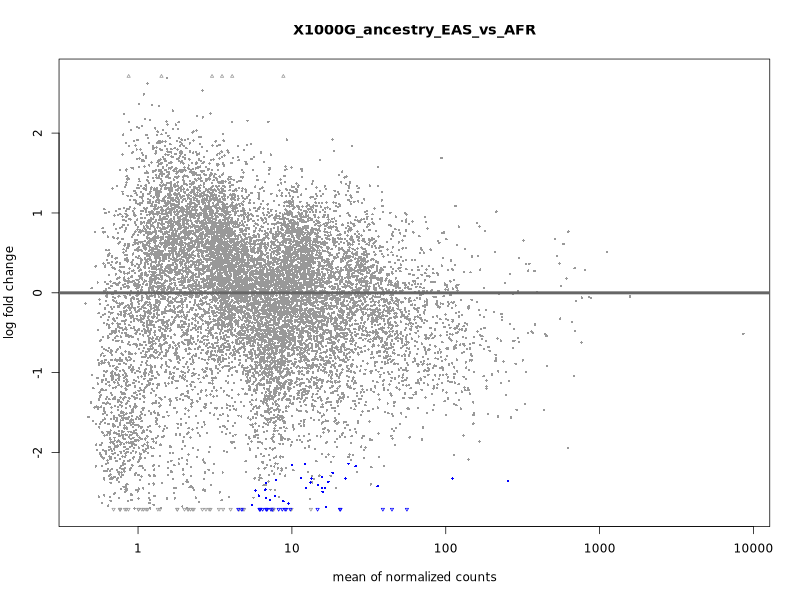 X1000G_ancestry_EAS_vs_AFR
log fold change
2
1
0
-1
-2
1 10 100 1000 10000
mean of normalized counts